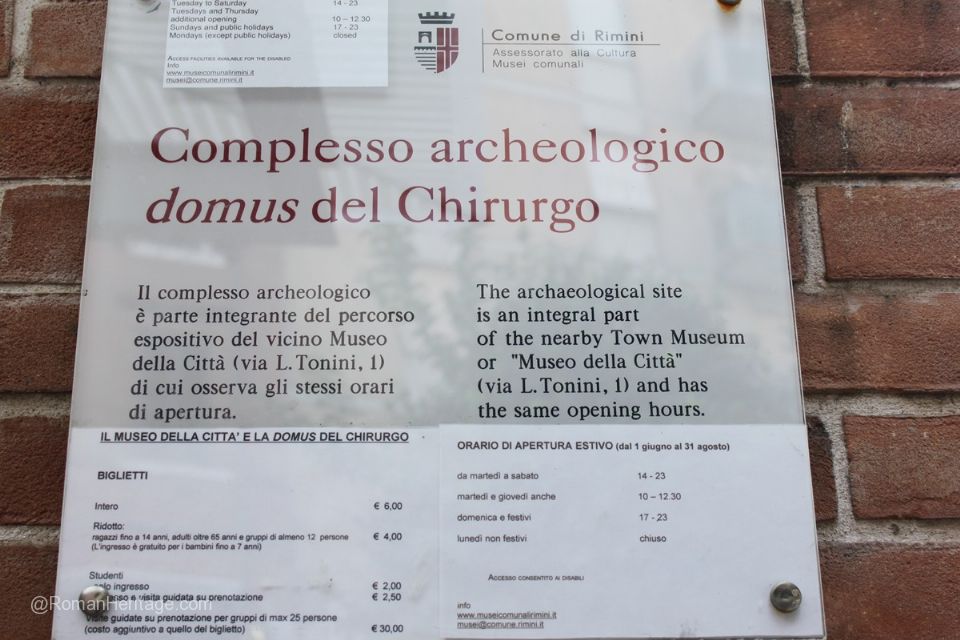 Tuesday to Saturday 14 - 23
Tuesdays and Thursday
additional opening 10 – 12.30
Sundays and public holidays 17 - 23
Mondays (except public holidays) closed
Access facilities available for the disabled
Info
www.museicomunalirimini.it
musei@comune.rimini.it
Comune di Rimini
Assessorato alla Cultura
Musei comunali
Complesso archeologico
domus del Chirurgo
Il complesso archeologico
è parte integrante del percorso
espositivo del vicino Museo
della Città (via L. Tonini, 1)
di cui osserva gli stessi orari
di apertura.
The archaeological site
is an integral part
of the nearby Town Museum
or "Museo della Città"
(via L. Tonini, 1) and has
the same opening hours.
IL MUSEO DELLA CITTA' E LA DOMUS DEL CHIRURGO
BIGLIETTI
Intero € 6,00
Ridotto:
ragazzi fino a 14 anni, adulti oltre 65 anni e gruppi di almeno 12 persone € 4,00
(L'ingresso è gratuito per i bambini fino a 7 anni)
Studenti
solo ingresso € 2,00
e visita guidata su prenotazione € 2,50
Visite guidate su prenotazione per gruppi di max 25 persone
(costo aggiuntivo a quello del biglietto) € 30,00
ORARIO DI APERTURA ESTIVO (dal 1 giugno al 31 agosto)
da martedì a sabato 14 - 23
martedì e giovedì anche 10 – 12.30
domenica e festivi 17 - 23
lunedì non festivi chiuso
Accesso consentito ai disabili
info
www.museicomunalirimini.it
musei@comune.rimini.it
@RomanHeritage.com